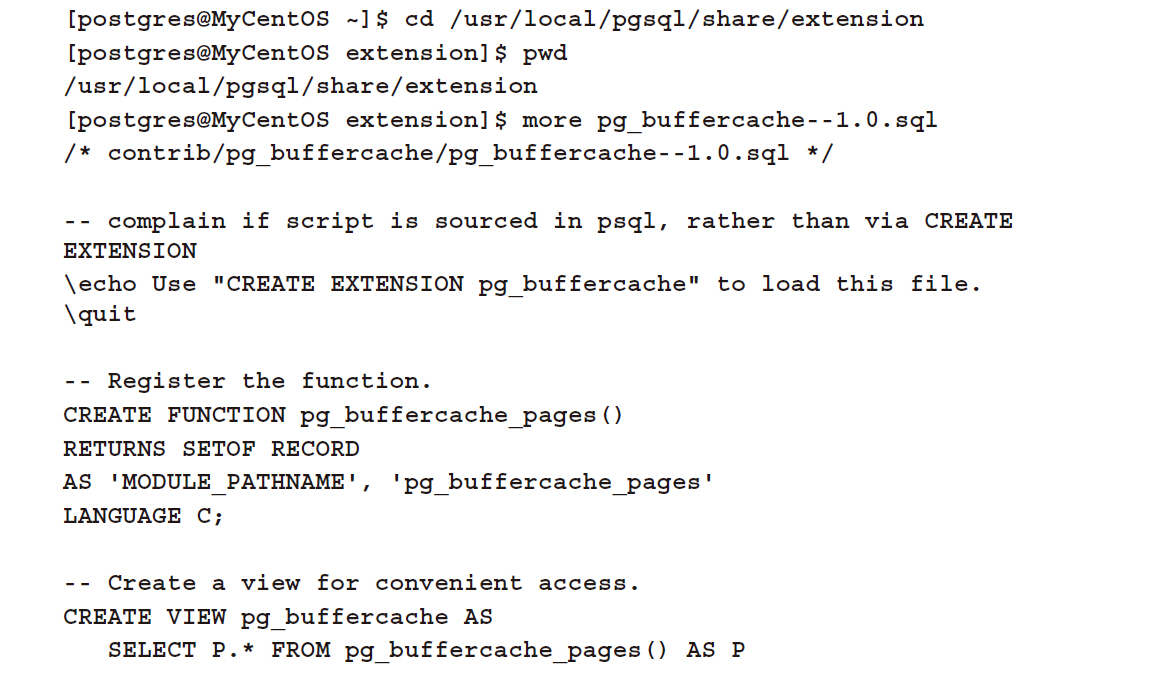 [postgres@MyCentOS ~]$ cd /usr/local/pgsql/share/extension
[postgres@MyCentOS extension]$ pwd
/usr/local/pgsql/share/extension
[postgres@MyCentOS extension]$ more pg_buffercache--1.0.sql
/* contrib/pg_buffercache/pg_buffercache--1.0.sql */
-- complain if script is sourced in psql, rather than via CREATE
EXTENSION
\echo Use "CREATE EXTENSION pg_buffercache" to load this file.
\quit
-- Register the function.
CREATE FUNCTION pg_buffercache_pages()
RETURNS SETOF RECORD
AS 'MODULE_PATHNAME', 'pg_buffercache_pages'
LANGUAGE C;
-- Create a view for convenient access.
CREATE VIEW pg_buffercache AS
SELECT P.* FROM pg_buffercache_pages() AS P